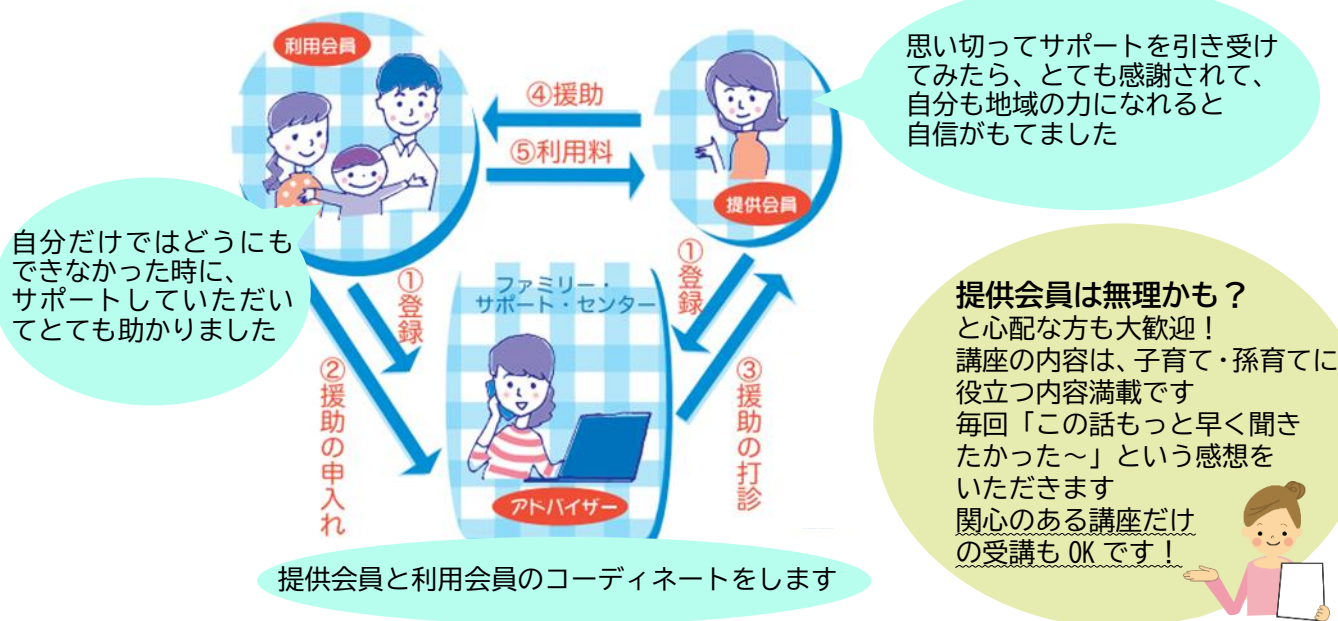 利用会員
④援助
⑤利用料
提供会員
思い切ってサポートを引き受け
てみたら、とても感謝されて、
自分も地域の力になれると
自信がもてました
自分だけではどうにも
できなかった時に、
サポートしていただい
てとても助かりました
①登録
②援助の申入れ
ファミリー・
サポート・センター
アドバイザー
①登録
③援助の打診
提供会員と利用会員のコーディネートをします
提供会員は無理かも？
と心配な方も大歓迎！
講座の内容は、子育て・孫育てに
役立つ内容満載です
毎回「この話もっと早く聞き
たかった～」という感想を
いただきます
関心のある講座だけ
の受講も OK です！